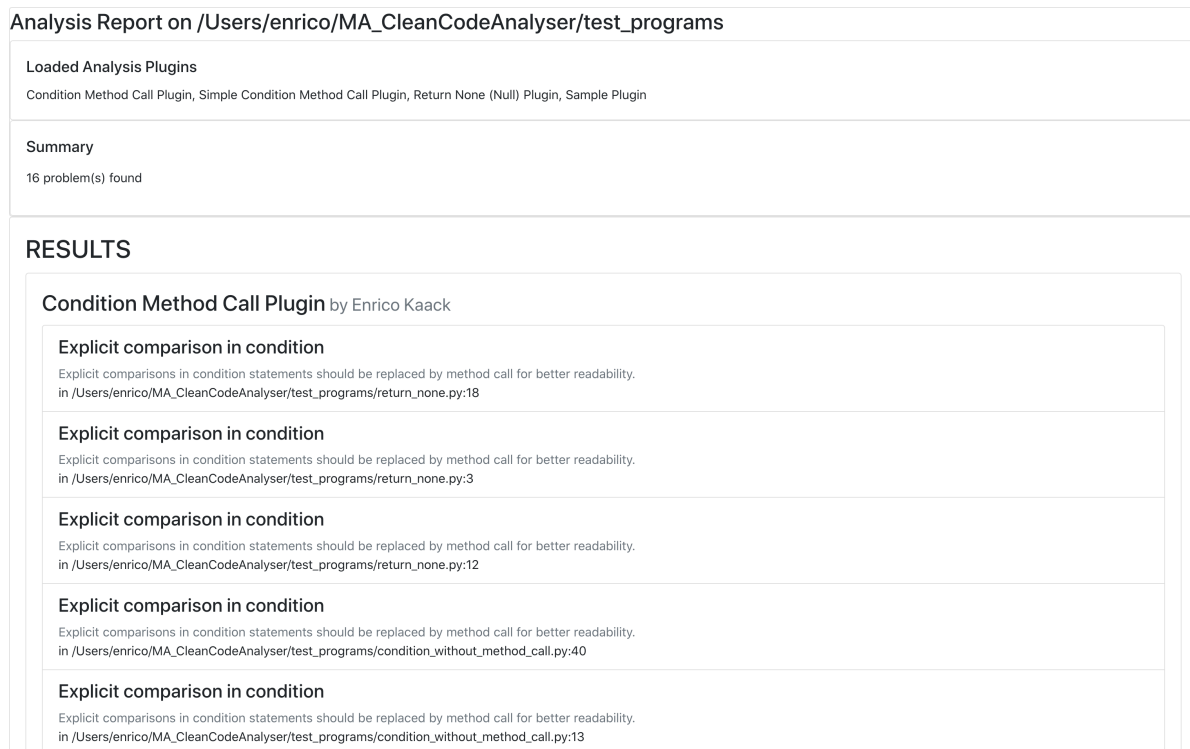 Analysis Report on /Users/enrico/MA_CleanCodeAnalyser/test_programs
Loaded Analysis Plugins
Condition Method Call Plugin, Simple Condition Method Call Plugin, Return None (Null) Plugin, Sample Plugin
Summary
16 problem(s) found
RESULTS
Condition Method Call Plugin by Enrico Kaack
Explicit comparison in condition
Explicit comparisons in condition statements should be replaced by method call for better readability.
in /Users/enrico/MA_CleanCodeAnalyser/test_programs/return_none.py:18
Explicit comparison in condition
Explicit comparisons in condition statements should be replaced by method call for better readability.
in /Users/enrico/MA_CleanCodeAnalyser/test_programs/return_none.py:3
Explicit comparison in condition
Explicit comparisons in condition statements should be replaced by method call for better readability.
in /Users/enrico/MA_CleanCodeAnalyser/test_programs/return_none.py:12
Explicit comparison in condition
Explicit comparisons in condition statements should be replaced by method call for better readability.
in /Users/enrico/MA_CleanCodeAnalyser/test_programs/condition_without_method_call.py:40
Explicit comparison in condition
Explicit comparisons in condition statements should be replaced by method call for better readability.
in /Users/enrico/MA_CleanCodeAnalyser/test_programs/condition_without_method_call.py:13